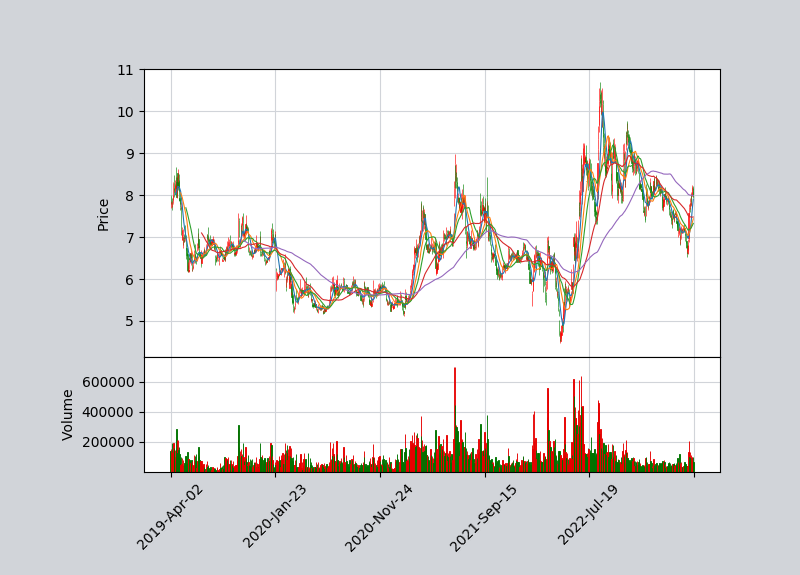 11
10
9
8
7
6
5
Price
600000
400000
200000
Volume
2019-Apr-02
2020-Jan-23
2020-Nov-24
2021-Sep-15
2022-Jul-19